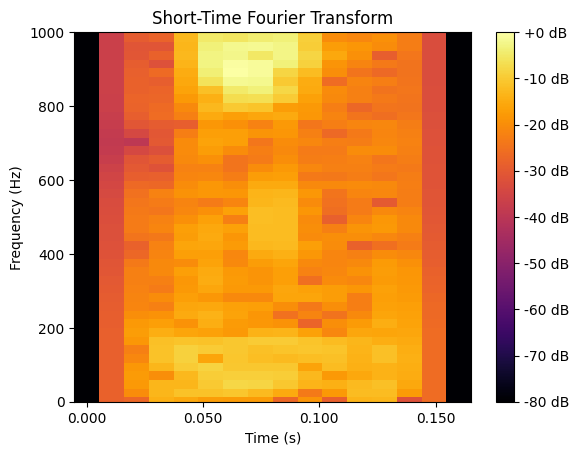 Short-Time Fourier Transform
1000
800
600
400
200
0
Frequency (Hz)
0.000
0.050
0.100
0.150
Time (s)
+0 dB
-10 dB
-20 dB
-30 dB
-40 dB
-50 dB
-60 dB
-70 dB
-80 dB